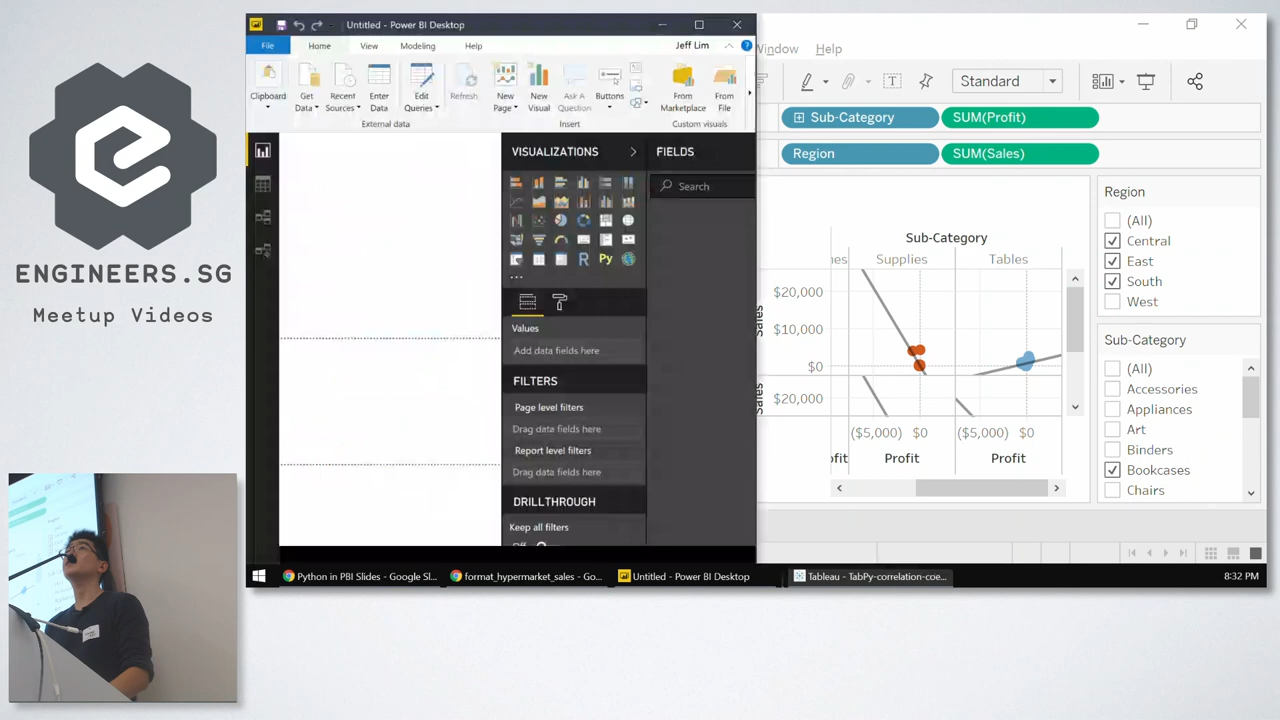 ENGINEERS.SG
Meetup Videos
Untitled - Power BI Desktop
File
Home
View
Modeling
Help
Jeff Lim
Clipboard
Get Data
Recent Sources
Enter Data
Edit Queries
Refresh
New Page
New Visual
Ask A Question
Buttons
From Marketplace
From File
External data
Insert
Custom visuals
VISUALIZATIONS
FIELDS
Search
R
Py
Values
Add data fields here
FILTERS
Page level filters
Drag data fields here
Report level filters
Drag data fields here
DRILLTHROUGH
Keep all filters
Window
Help
Standard
Sub-Category
SUM(Profit)
Region
SUM(Sales)
Sub-Category
nes
Supplies
Tables
Sales
$20,000
$10,000
$0
Sales
$20,000
($5,000)
$0
($5,000)
$0
ofit
Profit
Profit
Region
(All)
Central
East
South
West
Sub-Category
(All)
Accessories
Appliances
Art
Binders
Bookcases
Chairs
Python in PBI Slides - Google Sl...
format_hypermarket_sales - Goo...
Untitled - Power BI Desktop
Tableau - TabPy-correlation-coe...
8:32 PM